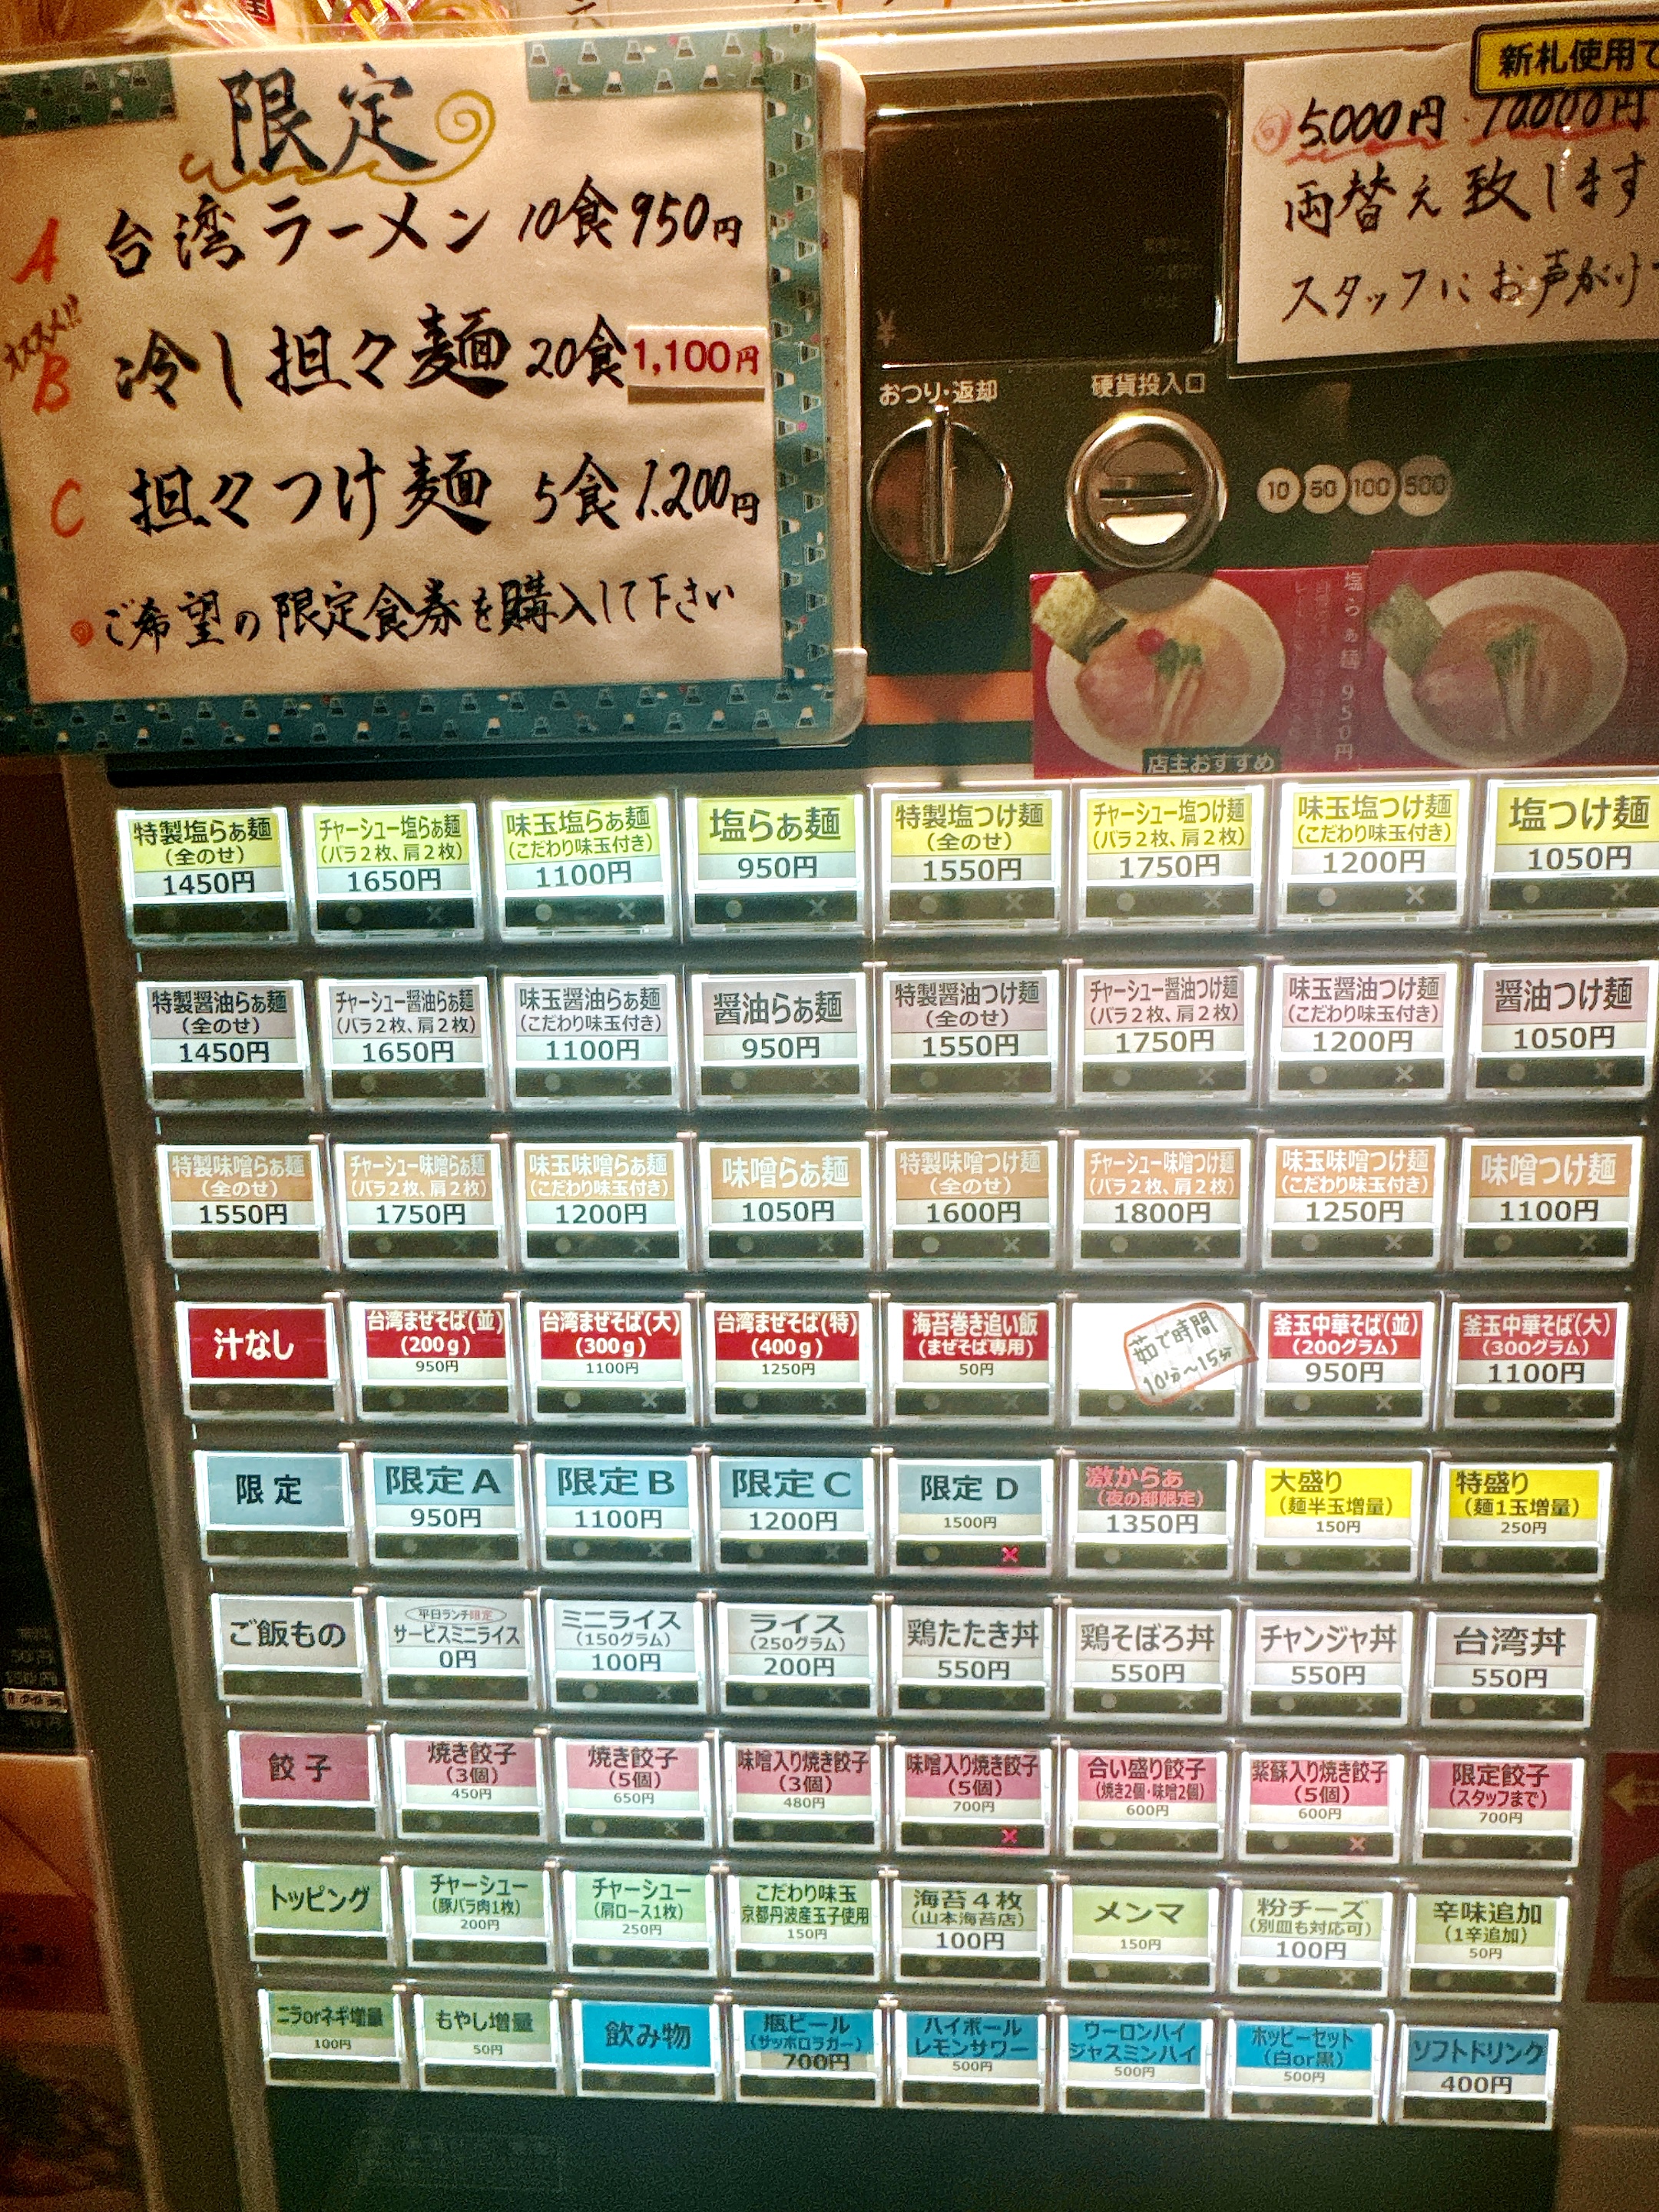 限定
A 台湾ラーメン 10食 950円
オススメ!!
B 冷し担々麺 20食 1,100円
C 担々つけ麺 5食 1.200円
ご希望の限定食券を購入して下さい
新札使用で
5.000円 10.000円
両替え致します
スタッフにお声がけ
¥
おつり・返却
硬貨投入口
10 50 100 500
塩らぁ麺 950円
店主おすすめ
特製塩らぁ麺
(全のせ)
1450円
チャーシュー塩らぁ麺
(バラ2枚、肩2枚)
1650円
味玉塩らぁ麺
(こだわり味玉付き)
1100円
塩らぁ麺
950円
特製塩つけ麺
(全のせ)
1550円
チャーシュー塩つけ麺
(バラ2枚、肩2枚)
1750円
味玉塩つけ麺
(こだわり味玉付き)
1200円
塩つけ麺
1050円
特製醤油らぁ麺
(全のせ)
1450円
チャーシュー醤油らぁ麺
(バラ2枚、肩2枚)
1650円
味玉醤油らぁ麺
(こだわり味玉付き)
1100円
醤油らぁ麺
950円
特製醤油つけ麺
(全のせ)
1550円
チャーシュー醤油つけ麺
(バラ2枚、肩2枚)
1750円
味玉醤油つけ麺
(こだわり味玉付き)
1200円
醤油つけ麺
1050円
特製味噌らぁ麺
(全のせ)
1550円
チャーシュー味噌らぁ麺
(バラ2枚、肩2枚)
1750円
味玉味噌らぁ麺
(こだわり味玉付き)
1200円
味噌らぁ麺
1050円
特製味噌つけ麺
(全のせ)
1600円
チャーシュー味噌つけ麺
(バラ2枚、肩2枚)
1800円
味玉味噌つけ麺
(こだわり味玉付き)
1250円
味噌つけ麺
1100円
汁なし
台湾まぜそば(並)
(200g)
950円
台湾まぜそば(大)
(300g)
1100円
台湾まぜそば(特)
(400g)
1250円
海苔巻き追い飯
(まぜそば専用)
50円
茹で時間
10分〜15分
釜玉中華そば(並)
(200グラム)
950円
釜玉中華そば(大)
(300グラム)
1100円
限定
限定A
950円
限定B
1100円
限定C
1200円
限定D
1500円
激からぁ
(夜の部限定)
1350円
大盛り
(麺半玉増量)
150円
特盛り
(麺1玉増量)
250円
ご飯もの
平日ランチ限定
サービスミニライス
0円
ミニライス
(150グラム)
100円
ライス
(250グラム)
200円
鶏たたき丼
550円
鶏そぼろ丼
550円
チャンジャ丼
550円
台湾丼
550円
餃子
焼き餃子
(3個)
450円
焼き餃子
(5個)
650円
味噌入り焼き餃子
(3個)
480円
味噌入り焼き餃子
(5個)
700円
合い盛り餃子
(焼き2個・味噌2個)
600円
紫蘇入り焼き餃子
(5個)
600円
限定餃子
(スタッフまで)
700円
トッピング
チャーシュー
(豚バラ肉1枚)
200円
チャーシュー
(肩ロース1枚)
250円
こだわり味玉
京都丹波産玉子使用
150円
海苔4枚
(山本海苔店)
100円
メンマ
150円
粉チーズ
(別皿も対応可)
100円
辛味追加
(1辛追加)
50円
ニラorネギ増量
100円
もやし増量
50円
飲み物
瓶ビール
(サッポロラガー)
700円
ハイボール
レモンサワー
500円
ウーロンハイ
ジャスミンハイ
500円
ホッピーセット
(白or黒)
500円
ソフトドリンク
400円